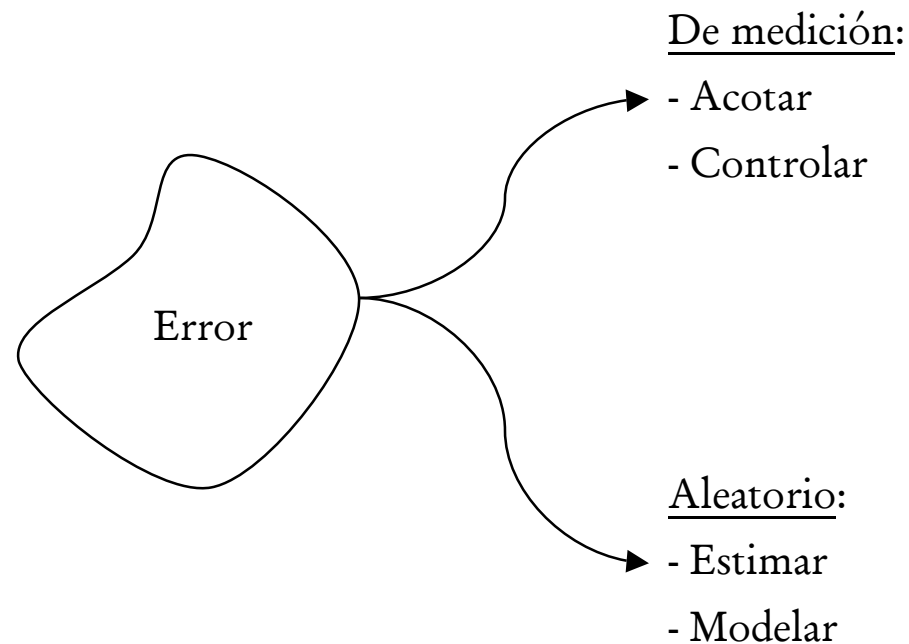 De medición:
- Acotar
- Controlar
Error
Aleatorio:
- Estimar
- Modelar